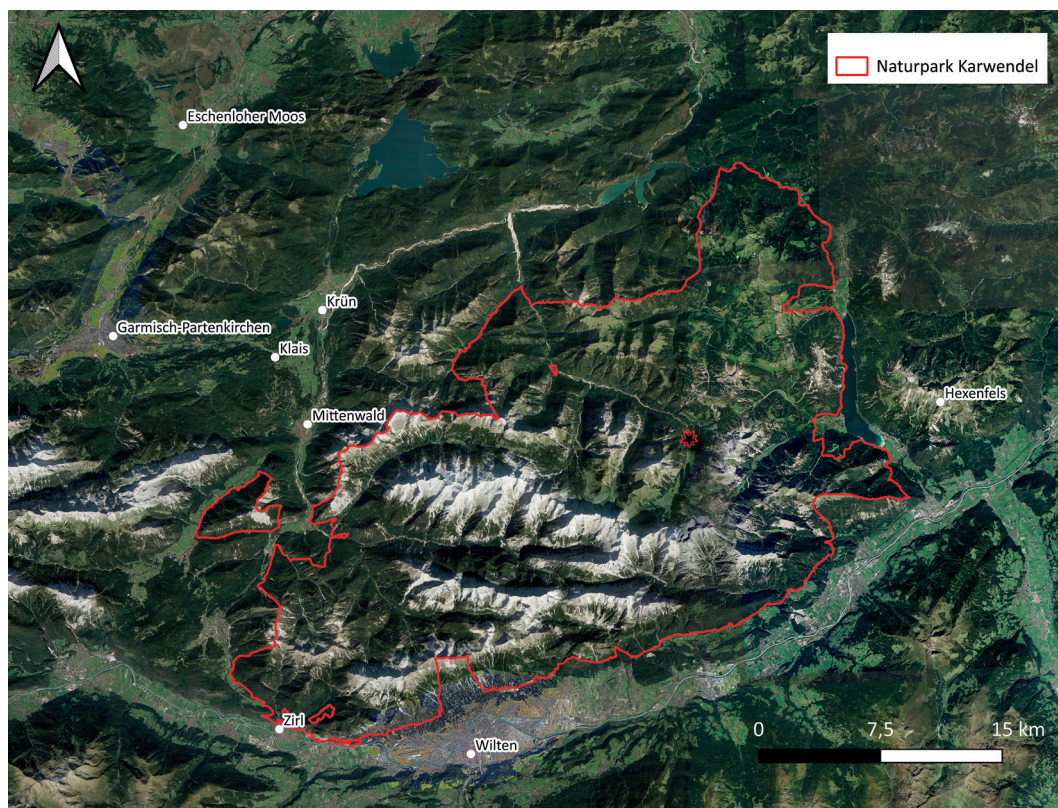 Naturpark Karwendel
Eschenloher Moos
Krün
Garmisch-Partenkirchen
Klais
Hexenfels
Mittenwald
Zirl
Wilten
0 7,5 15 km